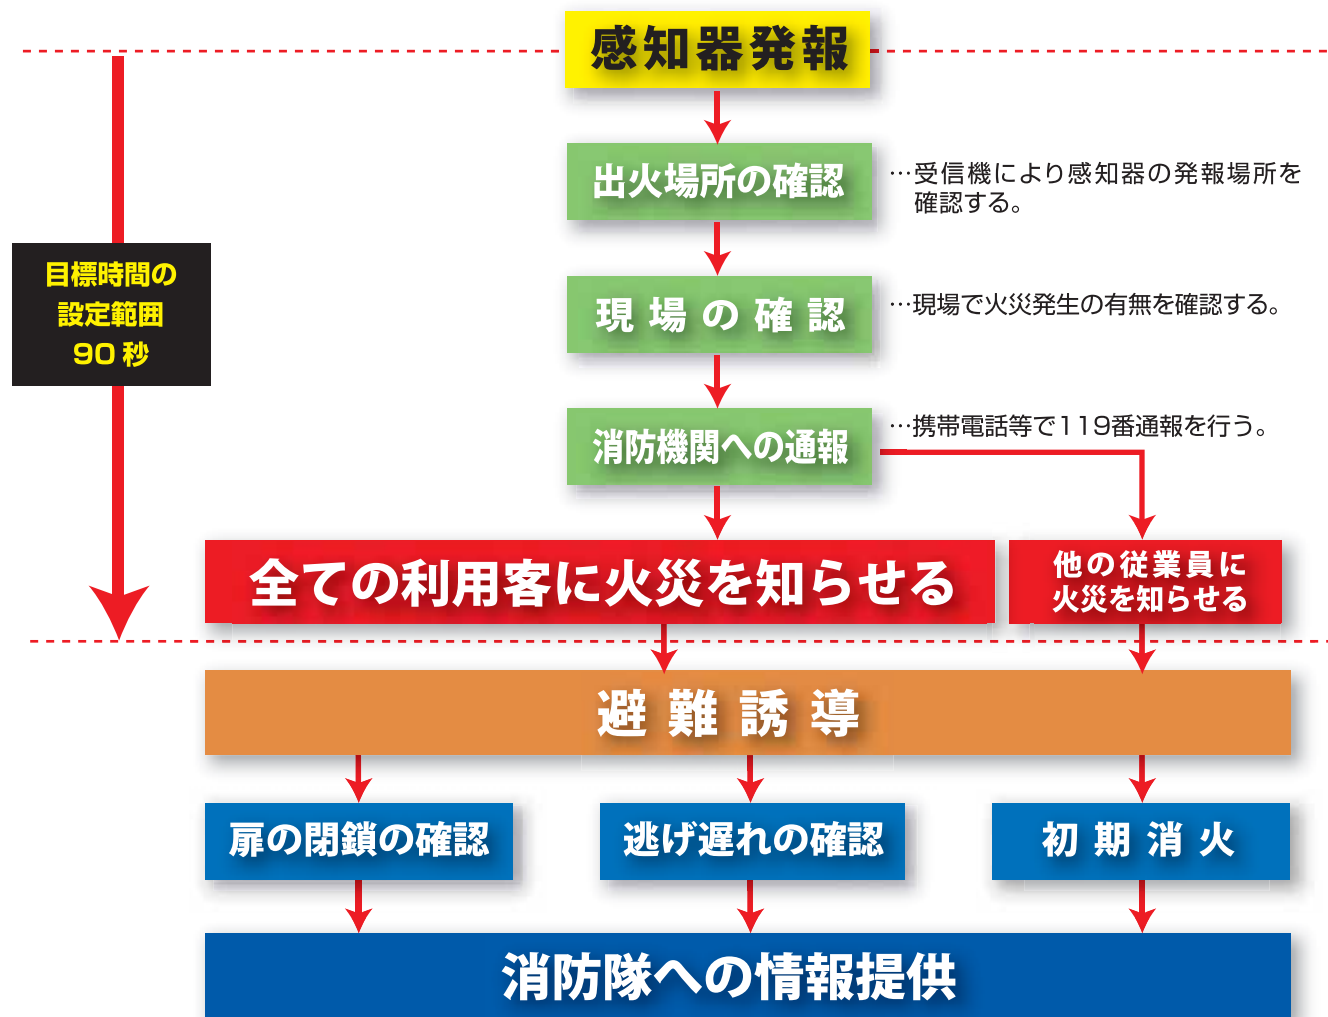 感知器発報
出火場所の確認
…受信機により感知器の発報場所を
確認する。
目標時間の
設定範囲
90秒
現場の確認
…現場で火災発生の有無を確認する。
消防機関への通報
…携帯電話等で119番通報を行う。
全ての利用客に火災を知らせる
他の従業員に
火災を知らせる
避難誘導
扉の閉鎖の確認
逃げ遅れの確認
初期消火
消防隊への情報提供